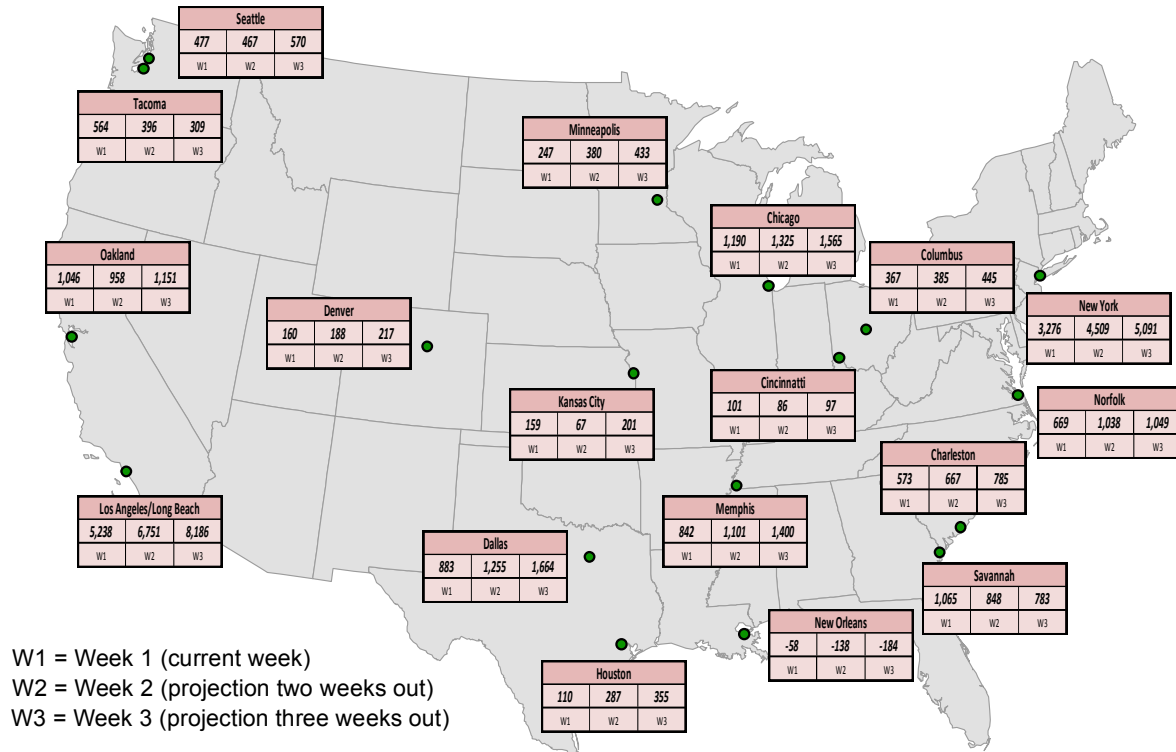 Seattle
477 467 570
W1 W2 W3
Tacoma
564 396 309
W1 W2 W3
Minneapolis
247 380 433
W1 W2 W3
Chicago
1,190 1,325 1,565
W1 W2 W3
Oakland
1,046 958 1,151
W1 W2 W3
Columbus
367 385 445
W1 W2 W3
New York
3,276 4,509 5,091
W1 W2 W3
Denver
160 188 217
W1 W2 W3
Cincinnatti
101 86 97
W1 W2 W3
Kansas City
159 67 201
W1 W2 W3
Norfolk
669 1,038 1,049
W1 W2 W3
Charleston
573 667 785
W1 W2 W3
Los Angeles/Long Beach
5,238 6,751 8,186
W1 W2 W3
Memphis
842 1,101 1,400
W1 W2 W3
Dallas
883 1,255 1,664
W1 W2 W3
Savannah
1,065 848 783
W1 W2 W3
New Orleans
-58 -138 -184
W1 W2 W3
Houston
110 287 355
W1 W2 W3
W1 = Week 1 (current week)
W2 = Week 2 (projection two weeks out)
W3 = Week 3 (projection three weeks out)